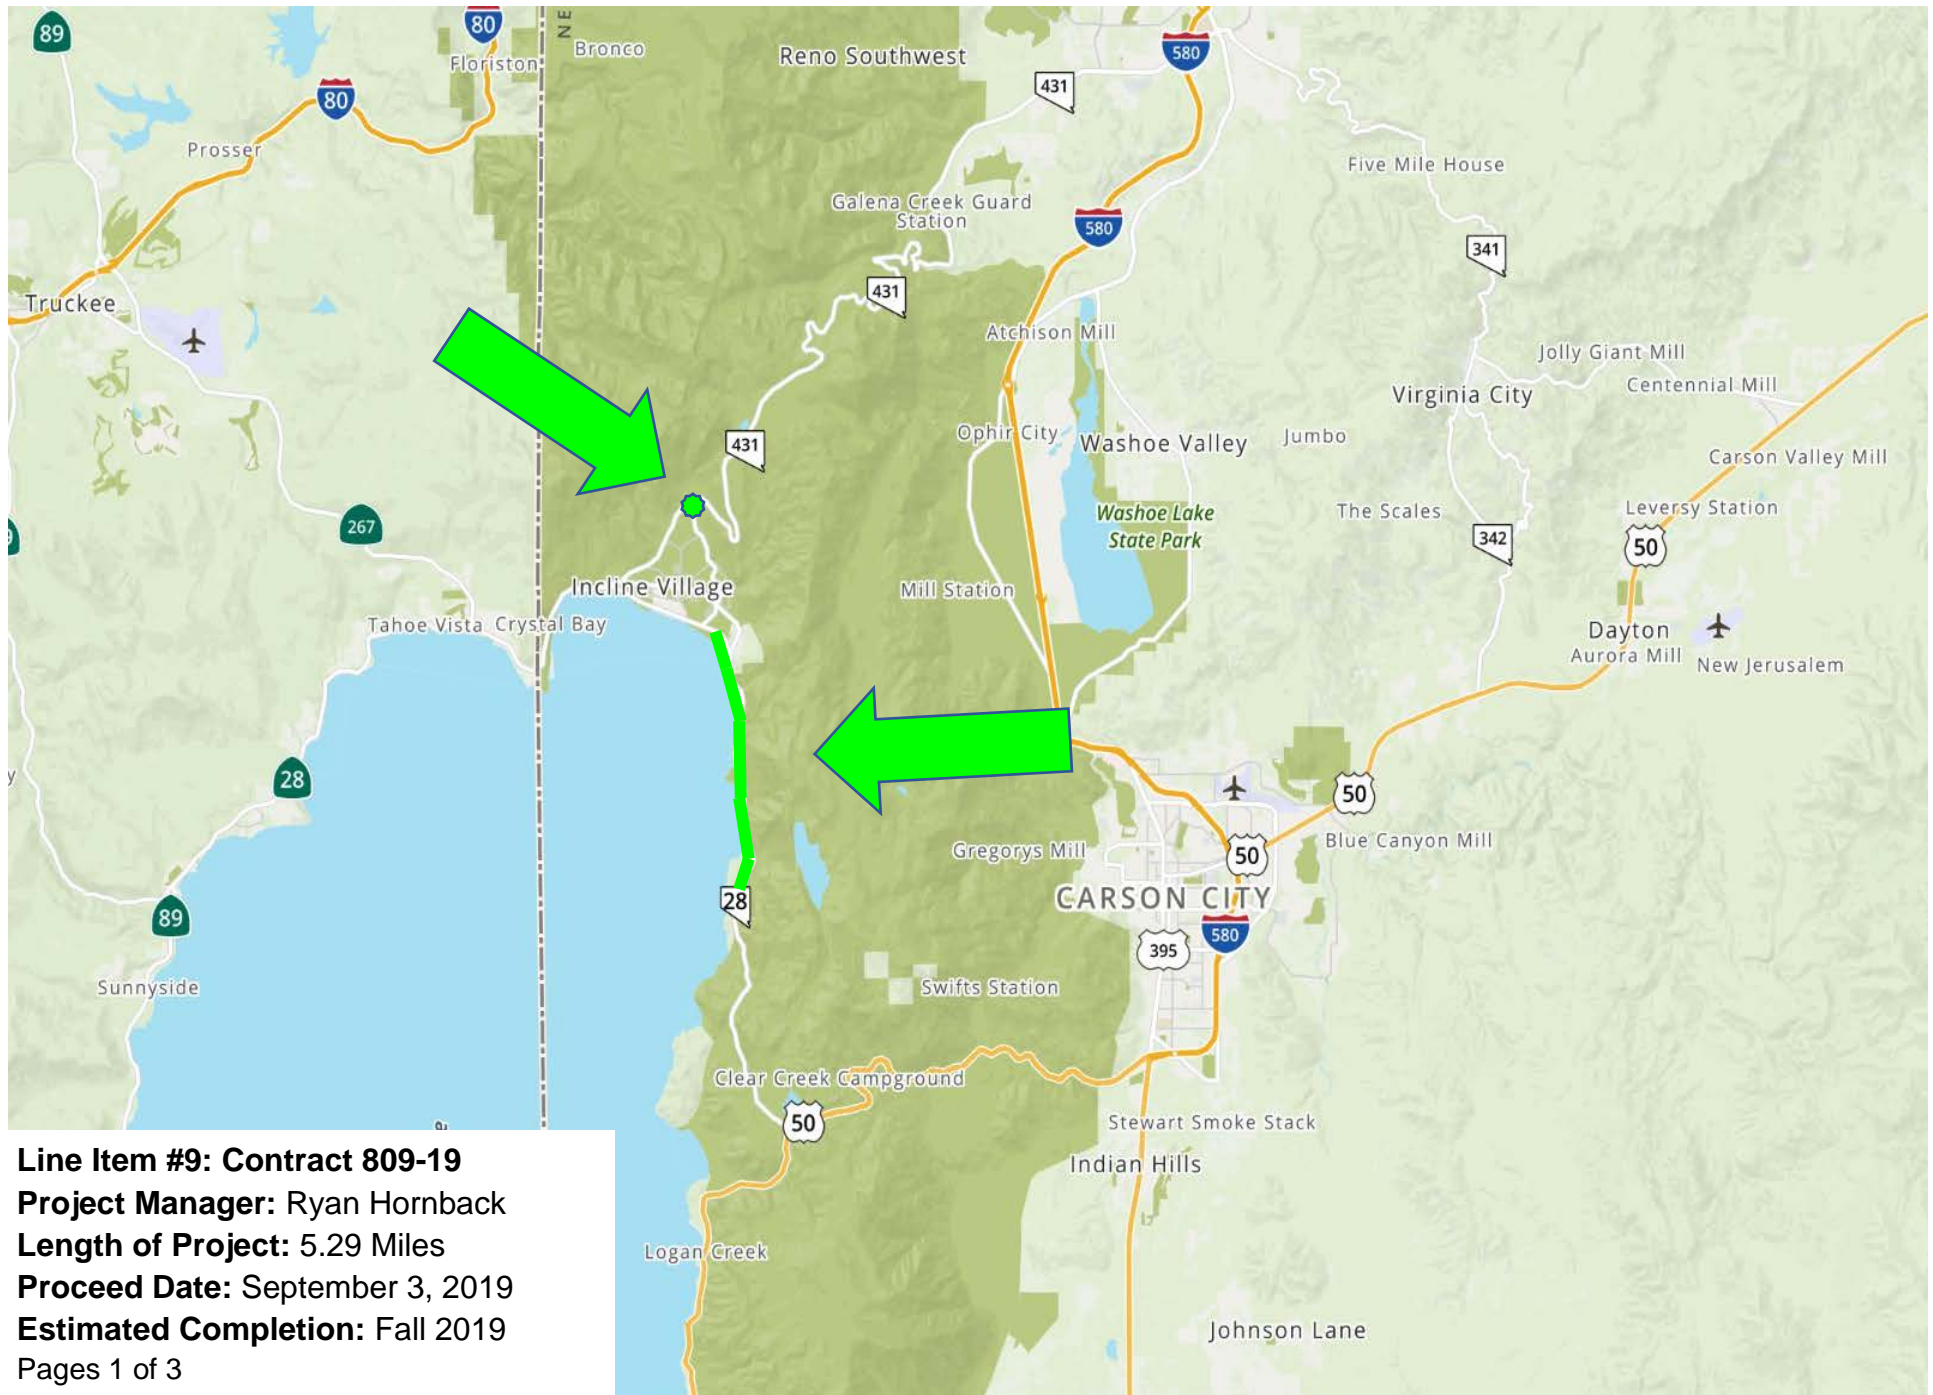 89
80
NE
Bronco
Reno Southwest
580
Floriston
80
431
Prosser
Five Mile House
Galena Creek Guard
Station
580
341
431
Truckee
Atchison Mill
Jolly Giant Mill
Centennial Mill
Virginia City
431
Ophir City
Washoe Valley
Jumbo
Carson Valley Mill
267
Washoe Lake
State Park
The Scales
Leversy Station
342
50
Incline Village
Mill Station
Tahoe Vista
Crystal Bay
Dayton
Aurora Mill
New Jerusalem
28
50
Gregorys Mill
50
Blue Canyon Mill
CARSON CITY
28
89
580
395
Sunnyside
Swifts Station
Clear Creek Campground
50
Stewart Smoke Stack
Indian Hills
Logan Creek
Johnson Lane
Line Item #9: Contract 809-19
Project Manager: Ryan Hornback
Length of Project: 5.29 Miles
Proceed Date: September 3, 2019
Estimated Completion: Fall 2019
Pages 1 of 3